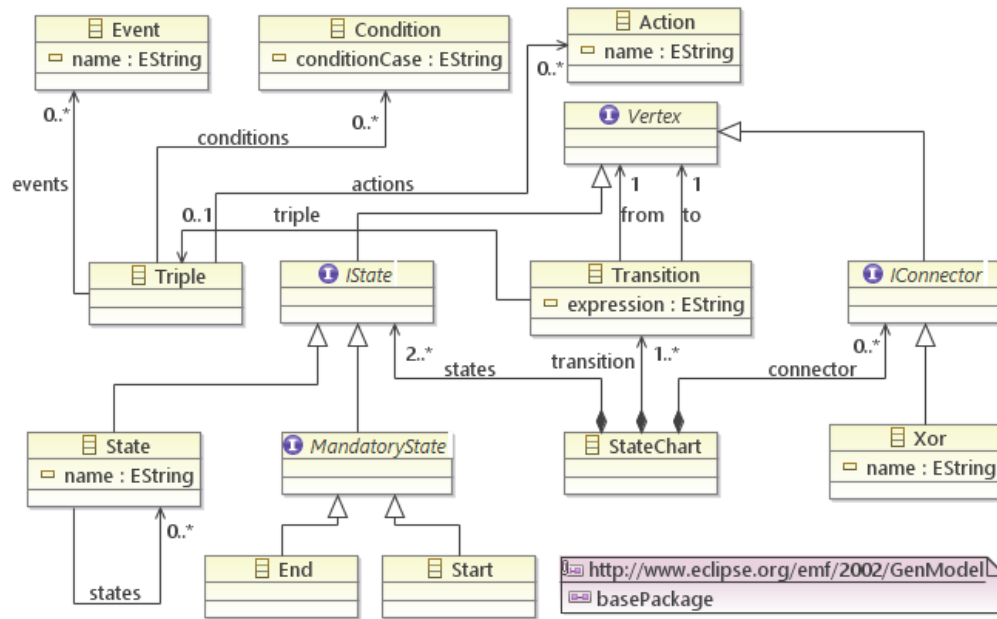 Event
name : EString
Condition
conditionCase : EString
Action
name : EString
0..*
0..*
0..*
Vertex
conditions
events
actions
1
1
0..1
triple
from
to
Triple
IState
Transition
expression : EString
IConnector
2..*
states
transition
1..*
0..*
connector
State
name : EString
MandatoryState
StateChart
Xor
name : EString
0..*
states
End
Start
http://www.eclipse.org/emf/2002/GenModel
basePackage